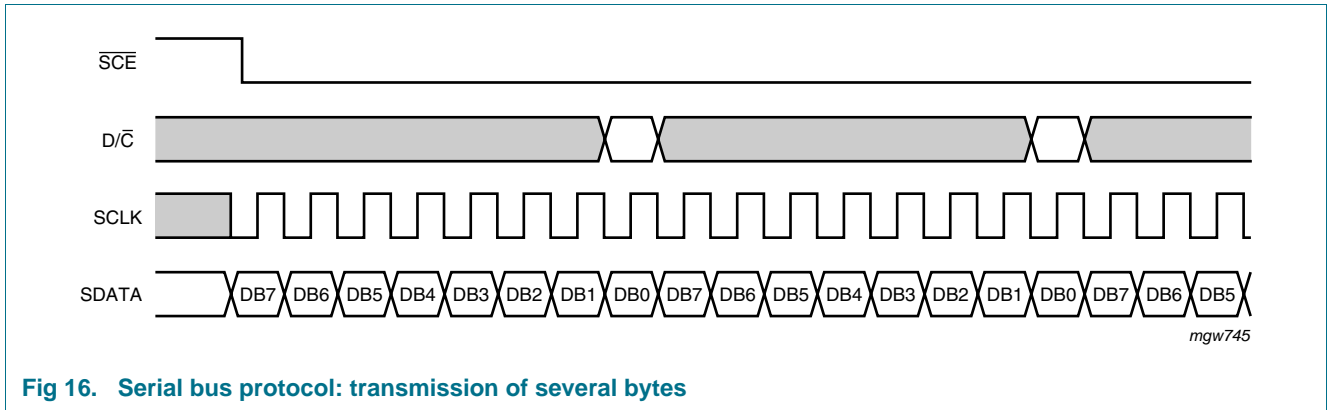 SCE
D/C
SCLK
SDATA DB7 DB6 DB5 DB4 DB3 DB2 DB1 DB0 DB7 DB6 DB5 DB4 DB3 DB2 DB1 DB0 DB7 DB6 DB5
mgw745
Fig 16. Serial bus protocol: transmission of several bytes